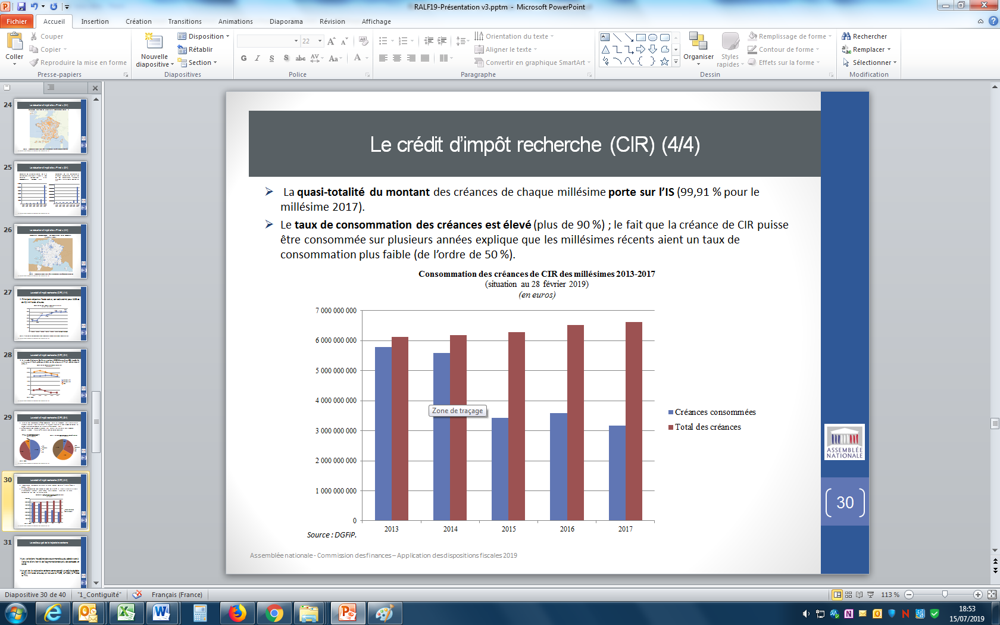 RALF19-Présentation v3.pptm - Microsoft PowerPoint
Fichier Accueil Insertion Création Transitions Animations Diaporama Révision Affichage
Coller
Couper
Copier
Reproduire la mise en forme
Presse-papiers
Nouvelle diapositive
Disposition
Rétablir
Section
Diapositives
22
G I S S abc AV Aa A
Police
Orientation du texte
Aligner le texte
Convertir en graphique SmartArt
Paragraphe
Organiser
Styles rapides
Remplissage de forme
Contour de forme
Effets sur la forme
Dessin
Rechercher
Remplacer
Sélectionner
Modification
24
25
26
27
28
29
30
31
Le crédit d'impôt recherche (CIR) (4/4)
La quasi-totalité du montant des créances de chaque millésime porte sur l'IS (99,91 % pour le
millésime 2017).
Le taux de consommation des créances est élevé (plus de 90 %) ; le fait que la créance de CIR puisse
être consommée sur plusieurs années explique que les millésimes récents aient un taux de
consommation plus faible (de l'ordre de 50 %).
Consommation des créances de CIR des millésimes 2013-2017
(situation au 28 février 2019)
(en euros)
7 000 000 000
6 000 000 000
5 000 000 000
4 000 000 000
3 000 000 000
2 000 000 000
1 000 000 000
0
2013 2014 2015 2016 2017
Zone de traçage
Créances consommées
Total des créances
Source : DGFiP.
Assemblée nationale - Commission des finances – Application des dispositions fiscales 2019
ASSEMBLÉE
NATIONALE
30
Diapositive 30 de 40 "1_Contiguïté" Français (France) 113 %
18:53
15/07/2019